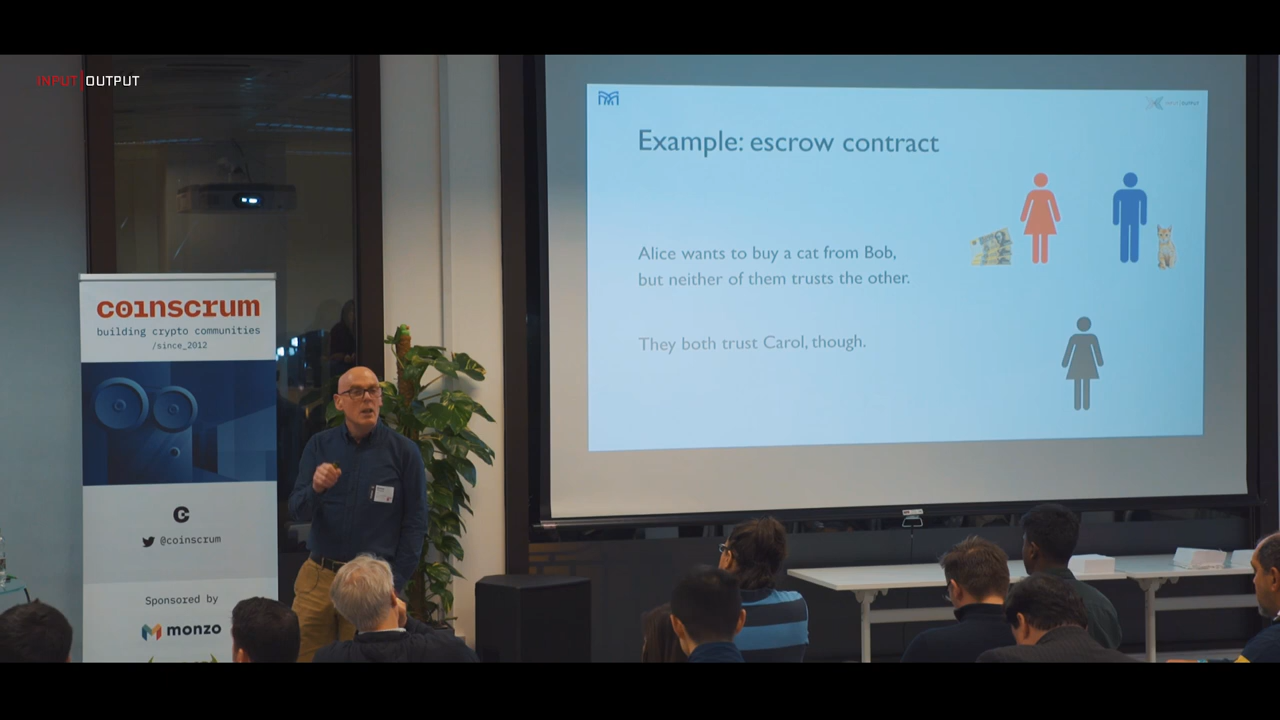 INPUT|OUTPUT
coinscrum
building crypto communities
/since_2012
@coinscrum
Sponsored by
monzo
Example: escrow contract
Alice wants to buy a cat from Bob,
but neither of them trusts the other.
They both trust Carol, though.